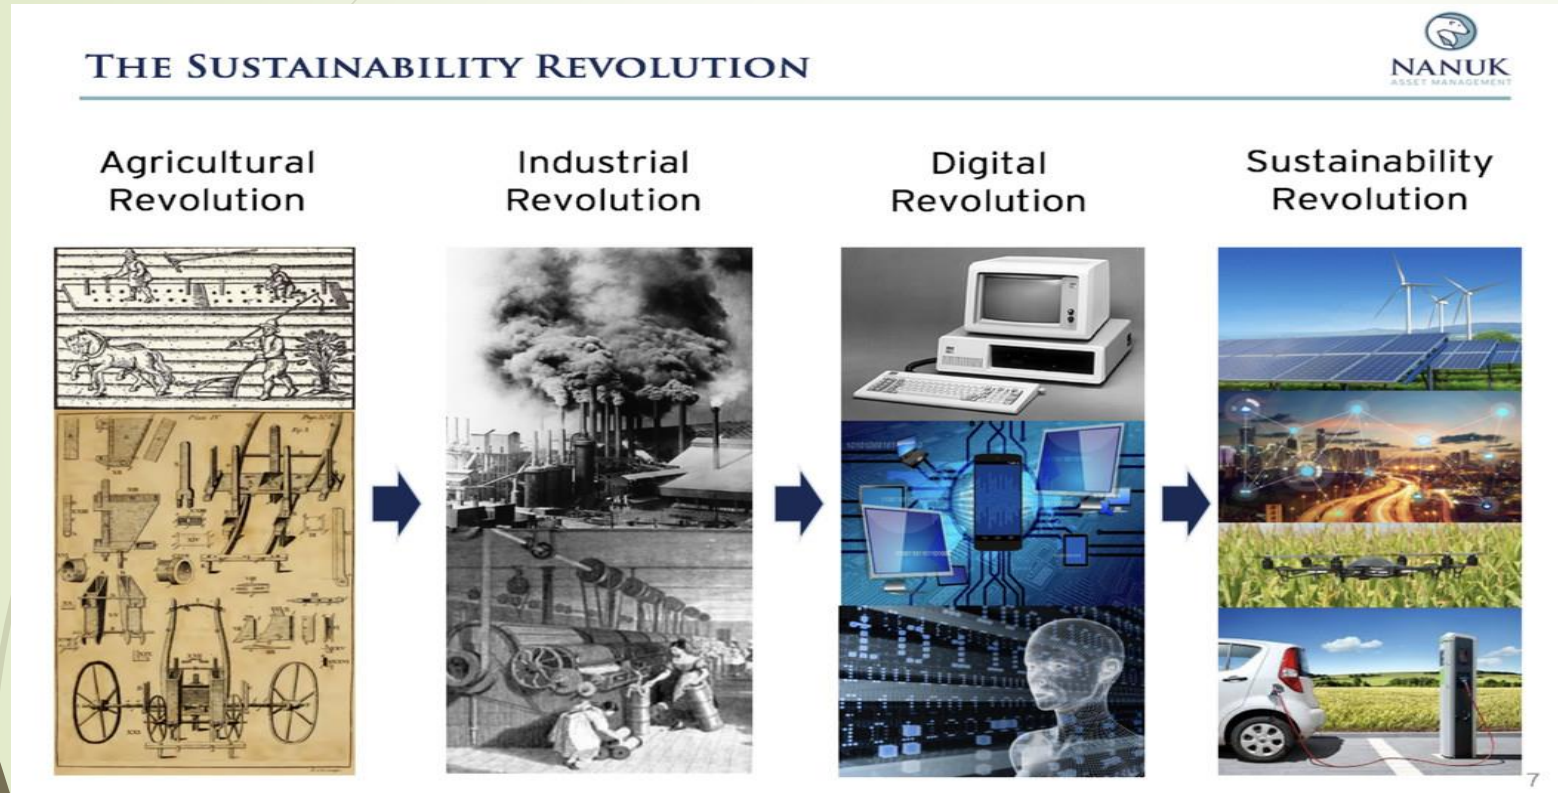 THE SUSTAINABILITY REVOLUTION
NANUK
ASSET MANAGEMENT
Agricultural
Revolution
Industrial
Revolution
Digital
Revolution
Sustainability
Revolution
7